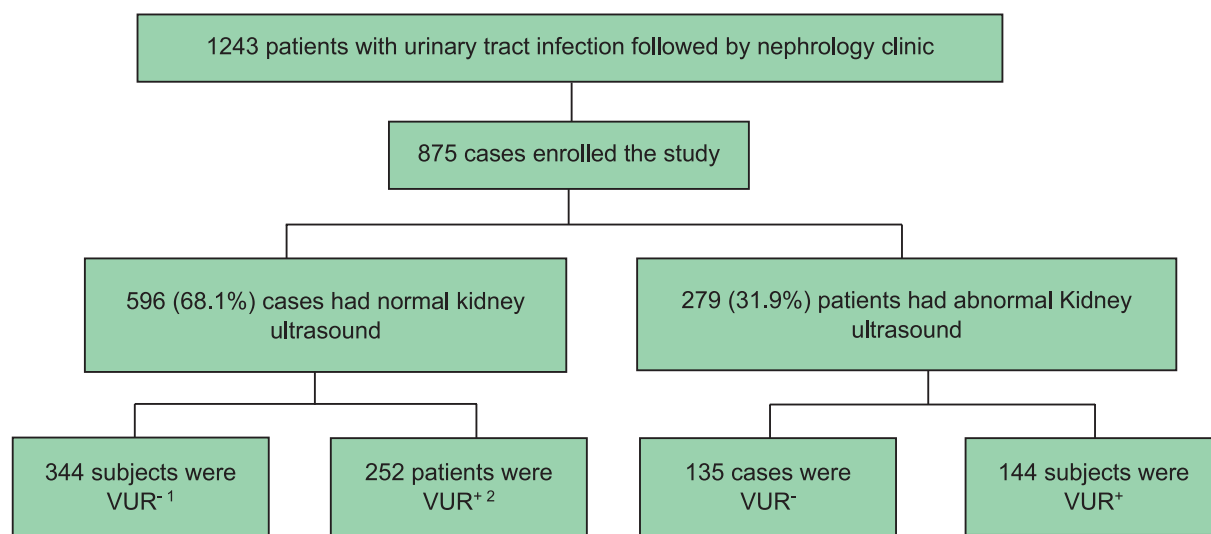 1243 patients with urinary tract infection followed by nephrology clinic
875 cases enrolled the study
596 (68.1%) cases had normal kidney
ultrasound
279 (31.9%) patients had abnormal Kidney
ultrasound
344 subjects were
VUR⁻ ¹
252 patients were
VUR⁺ ²
135 cases were
VUR⁻
144 subjects were
VUR⁺